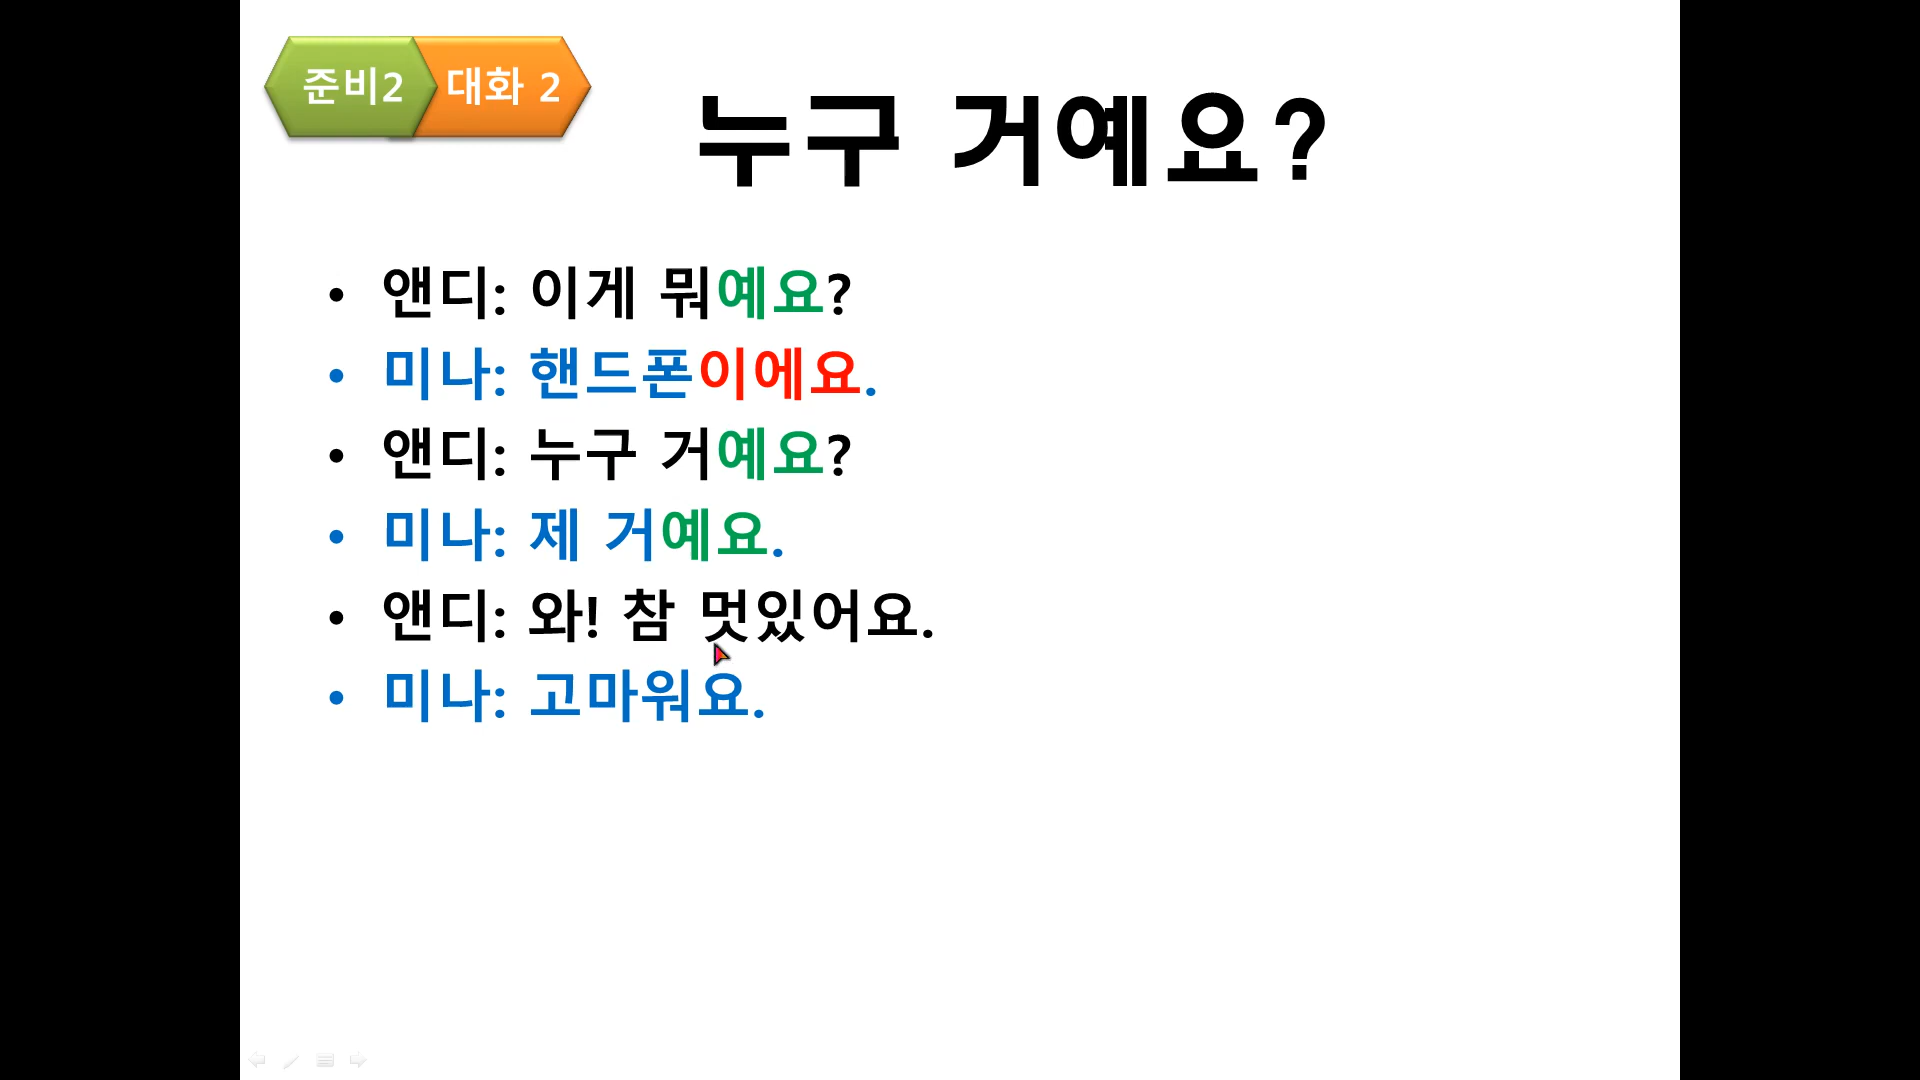 준비2 대화 2
누구 거예요?
• 앤디: 이게 뭐예요?
• 미나: 핸드폰이에요.
• 앤디: 누구 거예요?
• 미나: 제 거예요.
• 앤디: 와! 참 멋있어요.
• 미나: 고마워요.